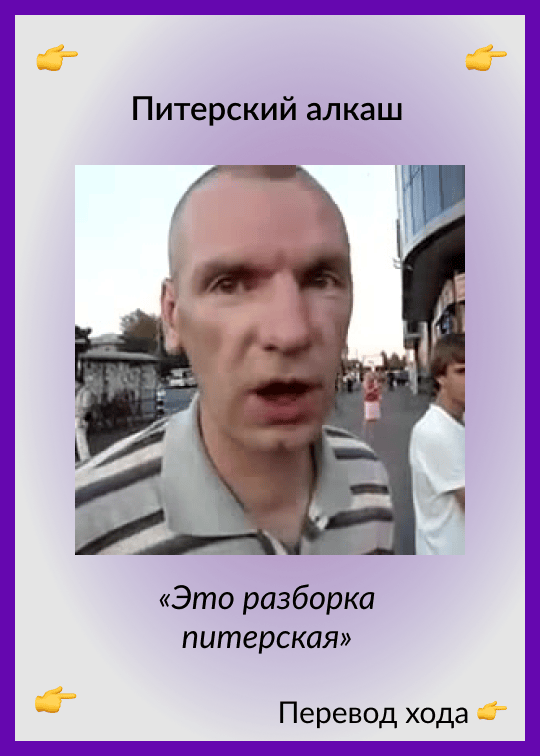 👉 👉
Питерский алкаш
«Это разборка
питерская»
👉 Перевод хода 👉